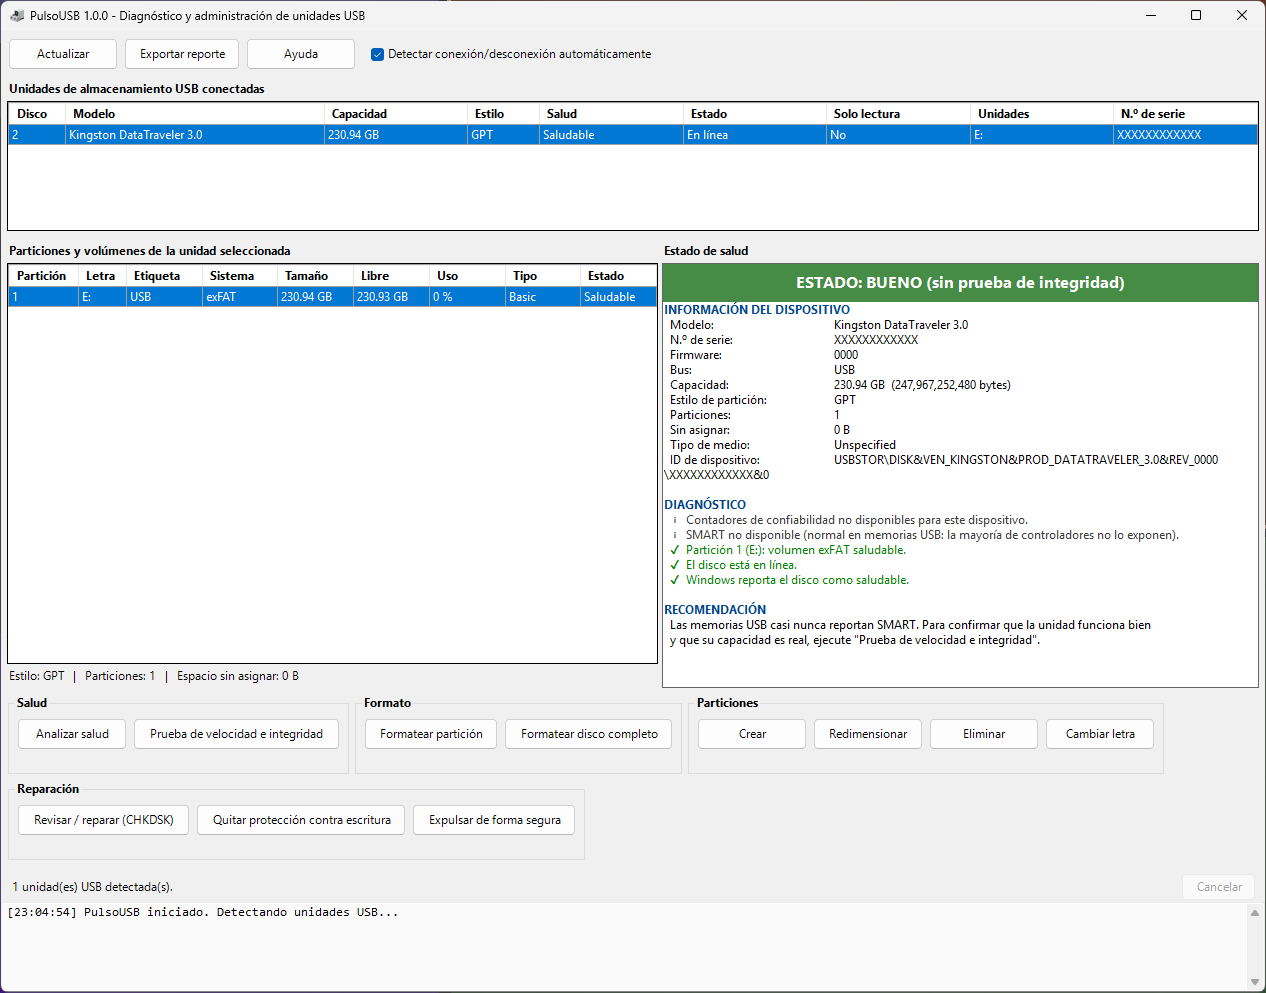 PulsoUSB 1.0.0 - Diagnóstico y administración de unidades USB
Actualizar Exportar reporte Ayuda Detectar conexión/desconexión automáticamente
Unidades de almacenamiento USB conectadas
Disco Modelo Capacidad Estilo Salud Estado Solo lectura Unidades N.º de serie
2 Kingston DataTraveler 3.0 230.94 GB GPT Saludable En línea No E: XXXXXXXXXXXX
Particiones y volúmenes de la unidad seleccionada
Partición Letra Etiqueta Sistema Tamaño Libre Uso Tipo Estado
1 E: USB exFAT 230.94 GB 230.93 GB 0 % Basic Saludable
Estilo: GPT | Particiones: 1 | Espacio sin asignar: 0 B
Estado de salud
ESTADO: BUENO (sin prueba de integridad)
INFORMACIÓN DEL DISPOSITIVO
Modelo: Kingston DataTraveler 3.0
N.º de serie: XXXXXXXXXXXX
Firmware: 0000
Bus: USB
Capacidad: 230.94 GB (247,967,252,480 bytes)
Estilo de partición: GPT
Particiones: 1
Sin asignar: 0 B
Tipo de medio: Unspecified
ID de dispositivo: USBSTOR\DISK&VEN_KINGSTON&PROD_DATATRAVELER_3.0&REV_0000
\XXXXXXXXXXXX&0
DIAGNÓSTICO
i Contadores de confiabilidad no disponibles para este dispositivo.
i SMART no disponible (normal en memorias USB: la mayoría de controladores no lo exponen).
✓ Partición 1 (E:): volumen exFAT saludable.
✓ El disco está en línea.
✓ Windows reporta el disco como saludable.
RECOMENDACIÓN
Las memorias USB casi nunca reportan SMART. Para confirmar que la unidad funciona bien
y que su capacidad es real, ejecute "Prueba de velocidad e integridad".
Salud
Analizar salud Prueba de velocidad e integridad
Formato
Formatear partición Formatear disco completo
Particiones
Crear Redimensionar Eliminar Cambiar letra
Reparación
Revisar / reparar (CHKDSK) Quitar protección contra escritura Expulsar de forma segura
1 unidad(es) USB detectada(s).
Cancelar
[23:04:54] PulsoUSB iniciado. Detectando unidades USB...